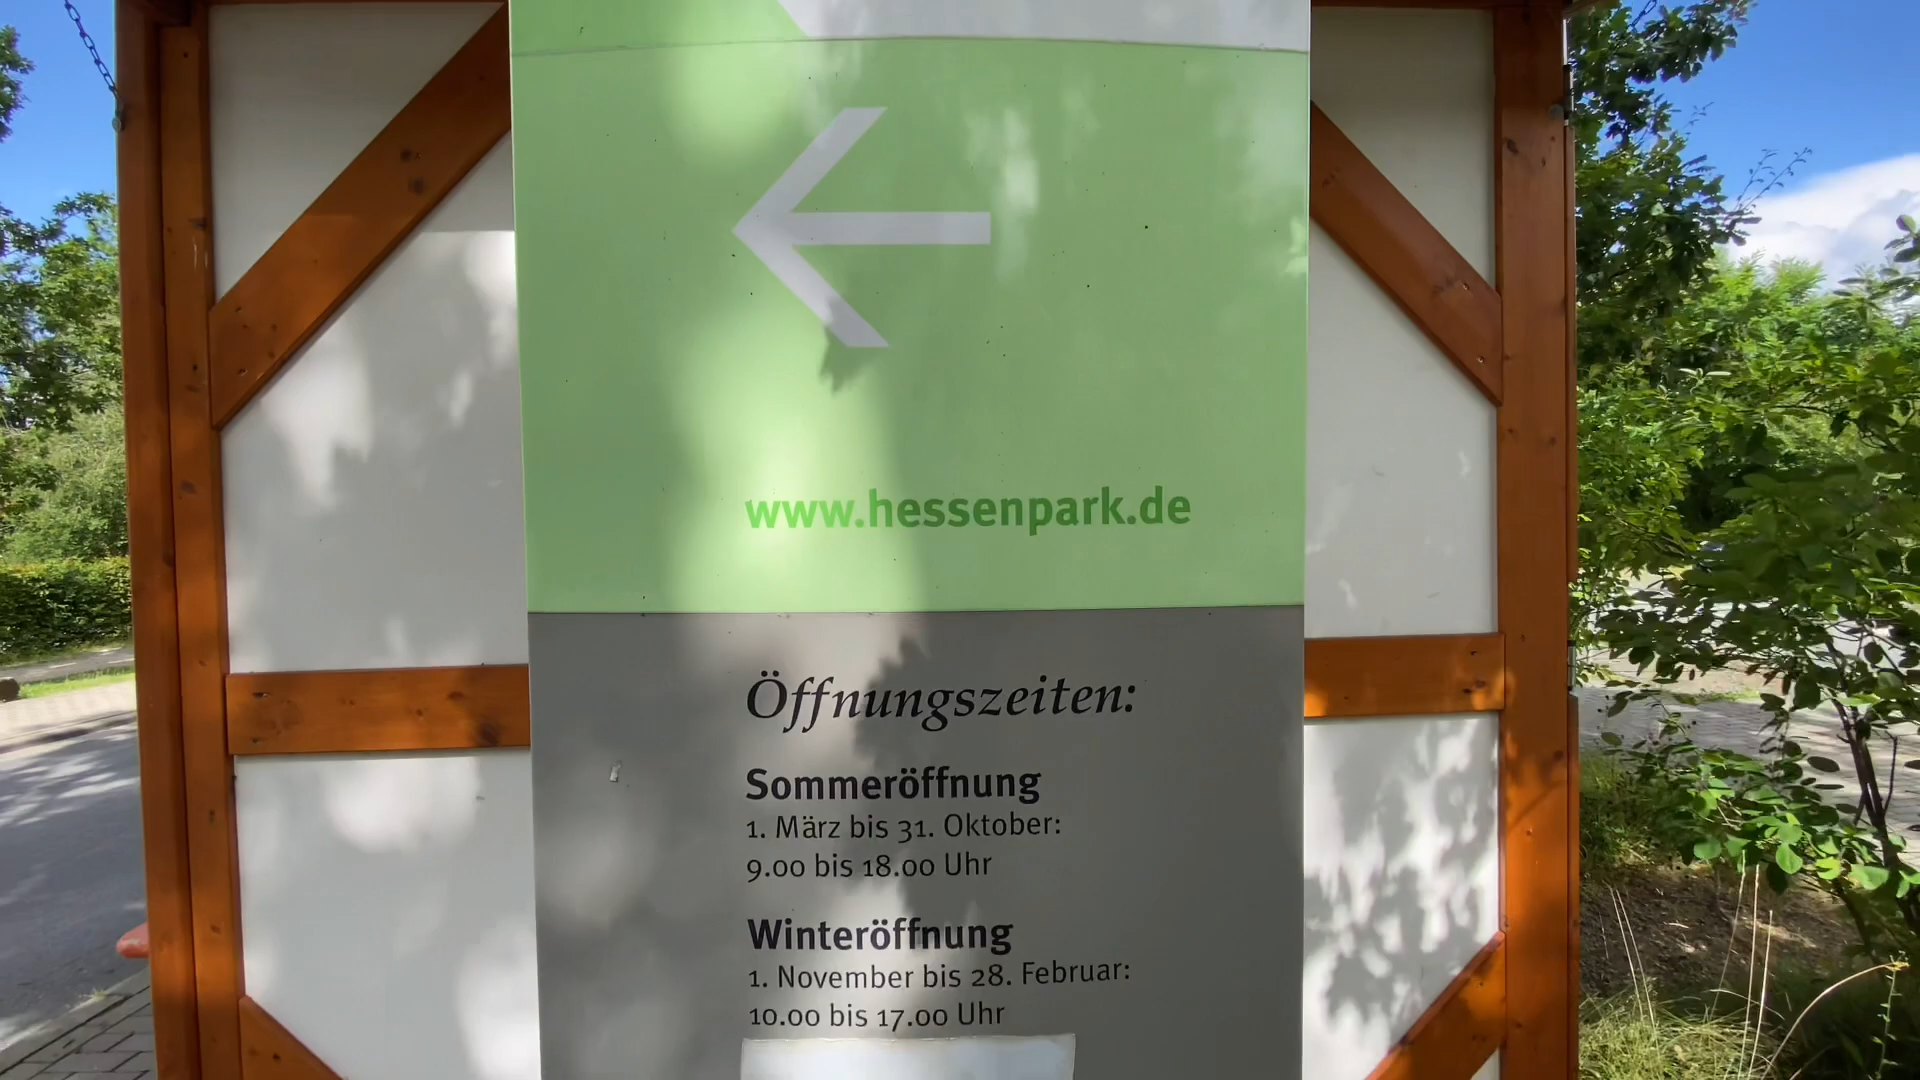 www.hessenpark.de
Öffnungszeiten:
Sommeröffnung
1. März bis 31. Oktober:
9.00 bis 18.00 Uhr
Winteröffnung
1. November bis 28. Februar:
10.00 bis 17.00 Uhr